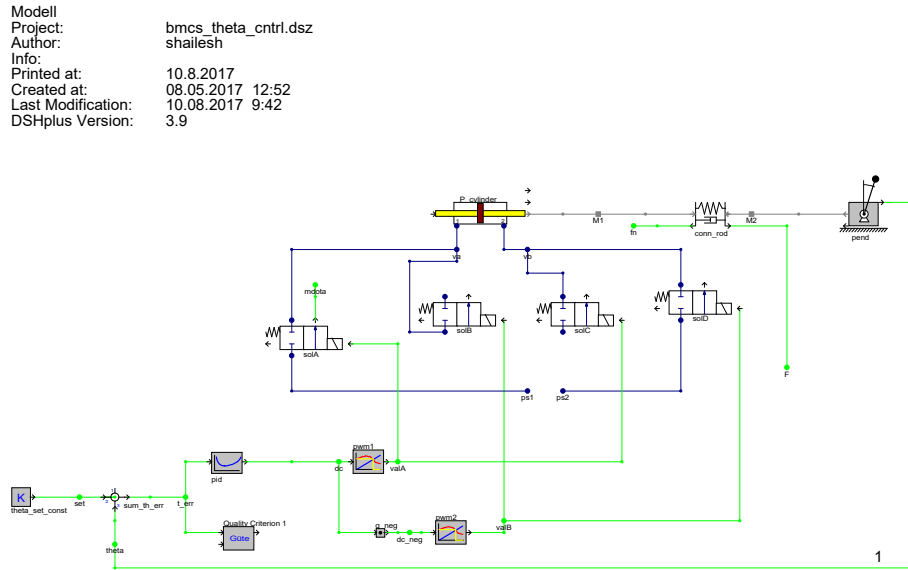 Modell
Project: bmcs_theta_cntrl.dsz
Author: shailesh
Info:
Printed at: 10.8.2017
Created at: 08.05.2017 12:52
Last Modification: 10.08.2017 9:42
DSHplus Version: 3.9
P_cylinder
1 2
M1
M2
fn
conn_rod
pend
va
vb
mdota
solB
solC
solD
solA
F
ps1
ps2
pwm1
dc
valA
pid
K
theta_set_const
set
sum_th_err
t_err
Quality Criterion 1
Güte
g_neg
dc_neg
pwm2
valB
theta
1